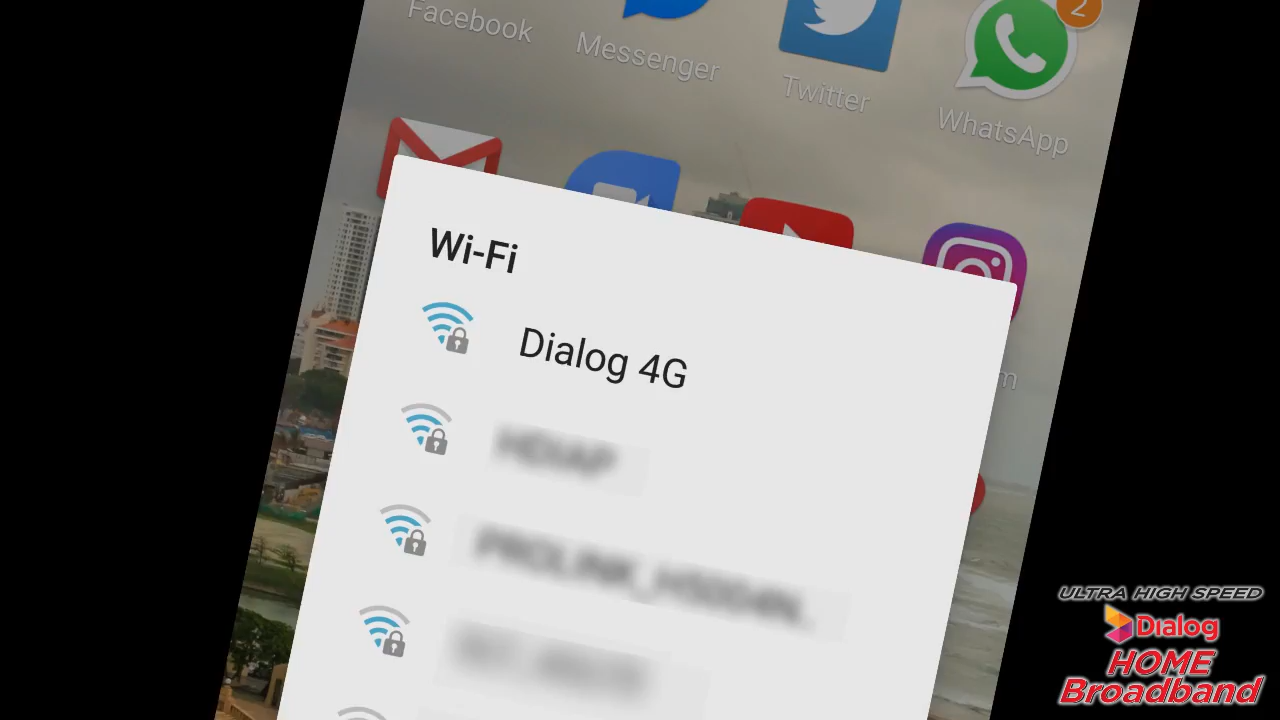 Facebook
Messenger
Twitter
WhatsApp
2
m
Wi-Fi
Dialog 4G
ULTRA HIGH SPEED
Dialog
HOME
Broadband